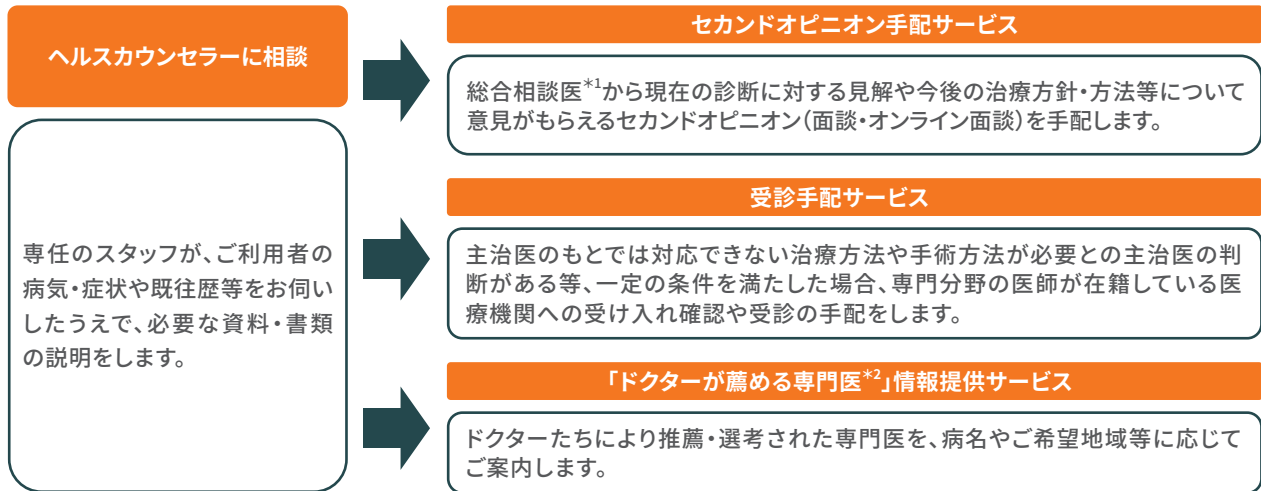 ヘルスカウンセラーに相談
専任のスタッフが、ご利用者の
病気・症状や既往歴等をお伺い
したうえで、必要な資料・書類
の説明をします。
セカンドオピニオン手配サービス
総合相談医*1から現在の診断に対する見解や今後の治療方針・方法等について
意見がもらえるセカンドオピニオン（面談・オンライン面談）を手配します。
受診手配サービス
主治医のもとでは対応できない治療方法や手術方法が必要との主治医の判
断がある等、一定の条件を満たした場合、専門分野の医師が在籍している医
療機関への受け入れ確認や受診の手配をします。
「ドクターが薦める専門医*2」情報提供サービス
ドクターたちにより推薦・選考された専門医を、病名やご希望地域等に応じて
ご案内します。